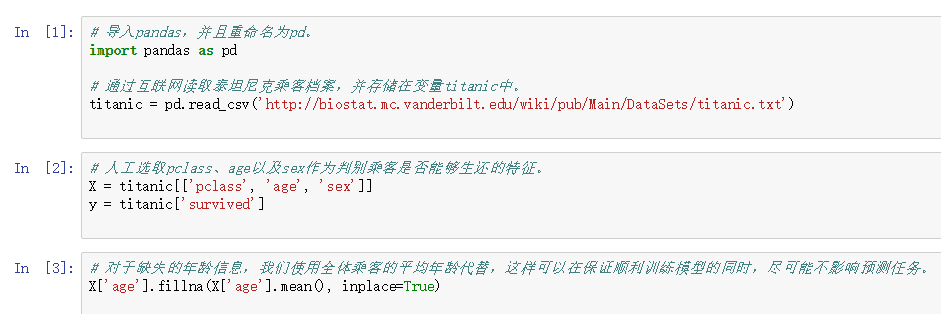 In [1]:
# 导入pandas，并且重命名为pd。
import pandas as pd
# 通过互联网读取泰坦尼克乘客档案，并存储在变量titanic中。
titanic = pd.read_csv('http://biostat.mc.vanderbilt.edu/wiki/pub/Main/DataSets/titanic.txt')
In [2]:
# 人工选取pclass、age以及sex作为判别乘客是否能够生还的特征。
X = titanic[['pclass', 'age', 'sex']]
y = titanic['survived']
In [3]:
# 对于缺失的年龄信息，我们使用全体乘客的平均年龄代替，这样可以在保证顺利训练模型的同时，尽可能不影响预测任务。
X['age'].fillna(X['age'].mean(), inplace=True)